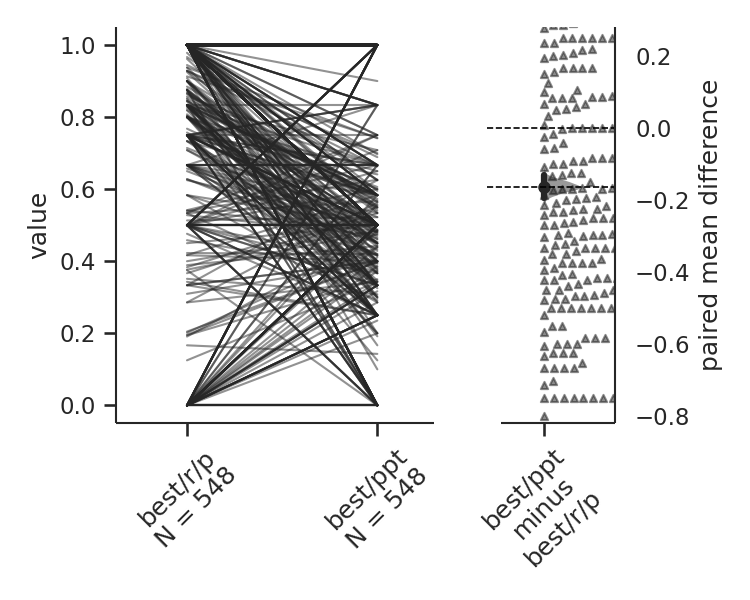 1.0
0.8
0.6
0.4
0.2
0.0
value
best/r/p
N = 548
best/ppt
N = 548
0.2
0.0
−0.2
−0.4
−0.6
−0.8
paired mean difference
best/ppt
minus
best/r/p